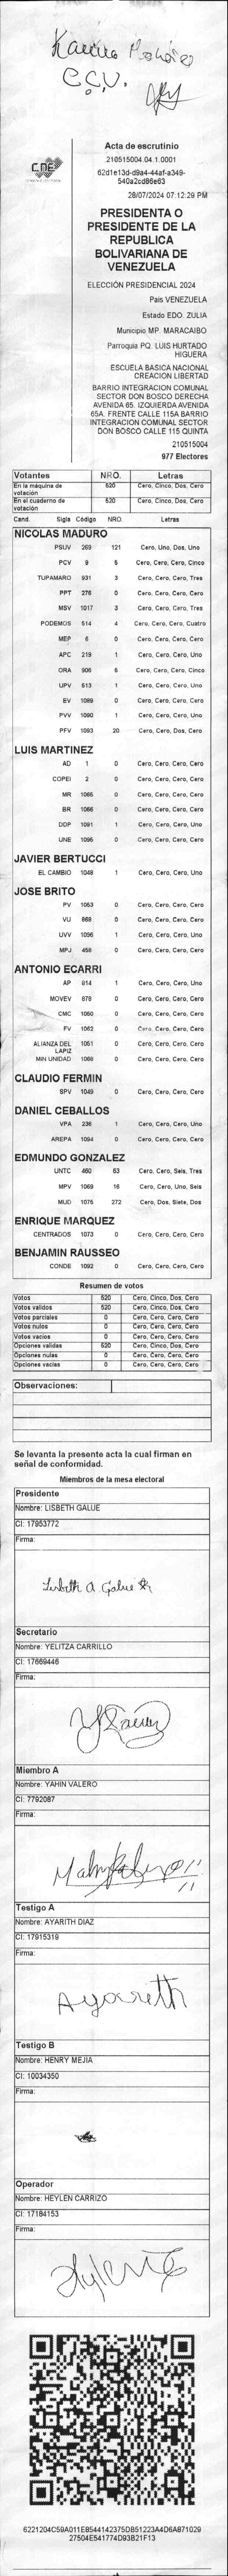 C.C.V.
CNE
Acta de escrutinio
210515004.04.1.0001
62d1e13d-d9a4-44af-a349-
540a2cd86e63
28/07/2024 07:12:29 PM
PRESIDENTA O
PRESIDENTE DE LA
REPUBLICA
BOLIVARIANA DE
VENEZUELA
ELECCIÓN PRESIDENCIAL 2024
País VENEZUELA
Estado EDO. ZULIA
Municipio MP. MARACAIBO
Parroquia PQ. LUIS HURTADO
HIGUERA
ESCUELA BASICA NACIONAL
CREACION LIBERTAD
BARRIO INTEGRACION COMUNAL
SECTOR DON BOSCO DERECHA
AVENIDA 65. IZQUIERDA AVENIDA
65A. FRENTE CALLE 115A BARRIO
INTEGRACION COMUNAL SECTOR
DON BOSCO CALLE 115 QUINTA
210515004
977 Electores
Votantes NRO. Letras
En la máquina de votación 520 Cero, Cinco, Dos, Cero
En el cuaderno de votación 520 Cero, Cinco, Dos, Cero
Cand. Sigla Código NRO. Letras
NICOLAS MADURO
PSUV 269 121 Cero, Uno, Dos, Uno
PCV 9 5 Cero, Cero, Cero, Cinco
TUPAMARO 931 3 Cero, Cero, Cero, Tres
PPT 276 0 Cero, Cero, Cero, Cero
MSV 1017 3 Cero, Cero, Cero, Tres
PODEMOS 514 4 Cero, Cero, Cero, Cuatro
MEP 6 0 Cero, Cero, Cero, Cero
APC 219 1 Cero, Cero, Cero, Uno
ORA 906 5 Cero, Cero, Cero, Cinco
UPV 513 1 Cero, Cero, Cero, Uno
EV 1089 0 Cero, Cero, Cero, Cero
PVV 1090 1 Cero, Cero, Cero, Uno
PFV 1093 20 Cero, Cero, Dos, Cero
LUIS MARTINEZ
AD 1 0 Cero, Cero, Cero, Cero
COPEI 2 0 Cero, Cero, Cero, Cero
MR 1065 0 Cero, Cero, Cero, Cero
BR 1066 0 Cero, Cero, Cero, Cero
DDP 1091 1 Cero, Cero, Cero, Uno
UNE 1095 0 Cero, Cero, Cero, Cero
JAVIER BERTUCCI
EL CAMBIO 1048 1 Cero, Cero, Cero, Uno
JOSE BRITO
PV 1053 0 Cero, Cero, Cero, Cero
VU 868 0 Cero, Cero, Cero, Cero
UVV 1096 1 Cero, Cero, Cero, Uno
MPJ 458 0 Cero, Cero, Cero, Cero
ANTONIO ECARRI
AP 914 1 Cero, Cero, Cero, Uno
MOVEV 878 0 Cero, Cero, Cero, Cero
CMC 1050 0 Cero, Cero, Cero, Cero
FV 1052 0 Cero, Cero, Cero, Cero
ALIANZA DEL LAPIZ 1051 0 Cero, Cero, Cero, Cero
MIN UNIDAD 1068 0 Cero, Cero, Cero, Cero
CLAUDIO FERMIN
SPV 1049 0 Cero, Cero, Cero, Cero
DANIEL CEBALLOS
VPA 236 1 Cero, Cero, Cero, Uno
AREPA 1094 0 Cero, Cero, Cero, Cero
EDMUNDO GONZALEZ
UNTC 460 63 Cero, Cero, Seis, Tres
MPV 1069 16 Cero, Cero, Uno, Seis
MUD 1075 272 Cero, Dos, Siete, Dos
ENRIQUE MARQUEZ
CENTRADOS 1073 0 Cero, Cero, Cero, Cero
BENJAMIN RAUSSEO
CONDE 1092 0 Cero, Cero, Cero, Cero
Resumen de votos
Votos 520 Cero, Cinco, Dos, Cero
Votos validos 520 Cero, Cinco, Dos, Cero
Votos parciales 0 Cero, Cero, Cero, Cero
Votos nulos 0 Cero, Cero, Cero, Cero
Votos vacios 0 Cero, Cero, Cero, Cero
Opciones validas 520 Cero, Cinco, Dos, Cero
Opciones nulas 0 Cero, Cero, Cero, Cero
Opciones vacias 0 Cero, Cero, Cero, Cero
Observaciones:
Se levanta la presente acta la cual firman en
señal de conformidad.
Miembros de la mesa electoral
Presidente
Nombre: LISBETH GALUE
CI: 17953772
Firma:
Lisbeth A. Galue
Secretario
Nombre: YELITZA CARRILLO
CI: 17669446
Firma:
Miembro A
Nombre: YAHIN VALERO
CI: 7792087
Firma:
Testigo A
Nombre: AYARITH DIAZ
CI: 17915319
Firma:
Ayarith
Testigo B
Nombre: HENRY MEJIA
CI: 10034350
Firma:
Operador
Nombre: HEYLEN CARRIZO
CI: 17184153
Firma:
6221204C59A011E8544142375DB51223A4D6A871029
27504E541774D93B21F13